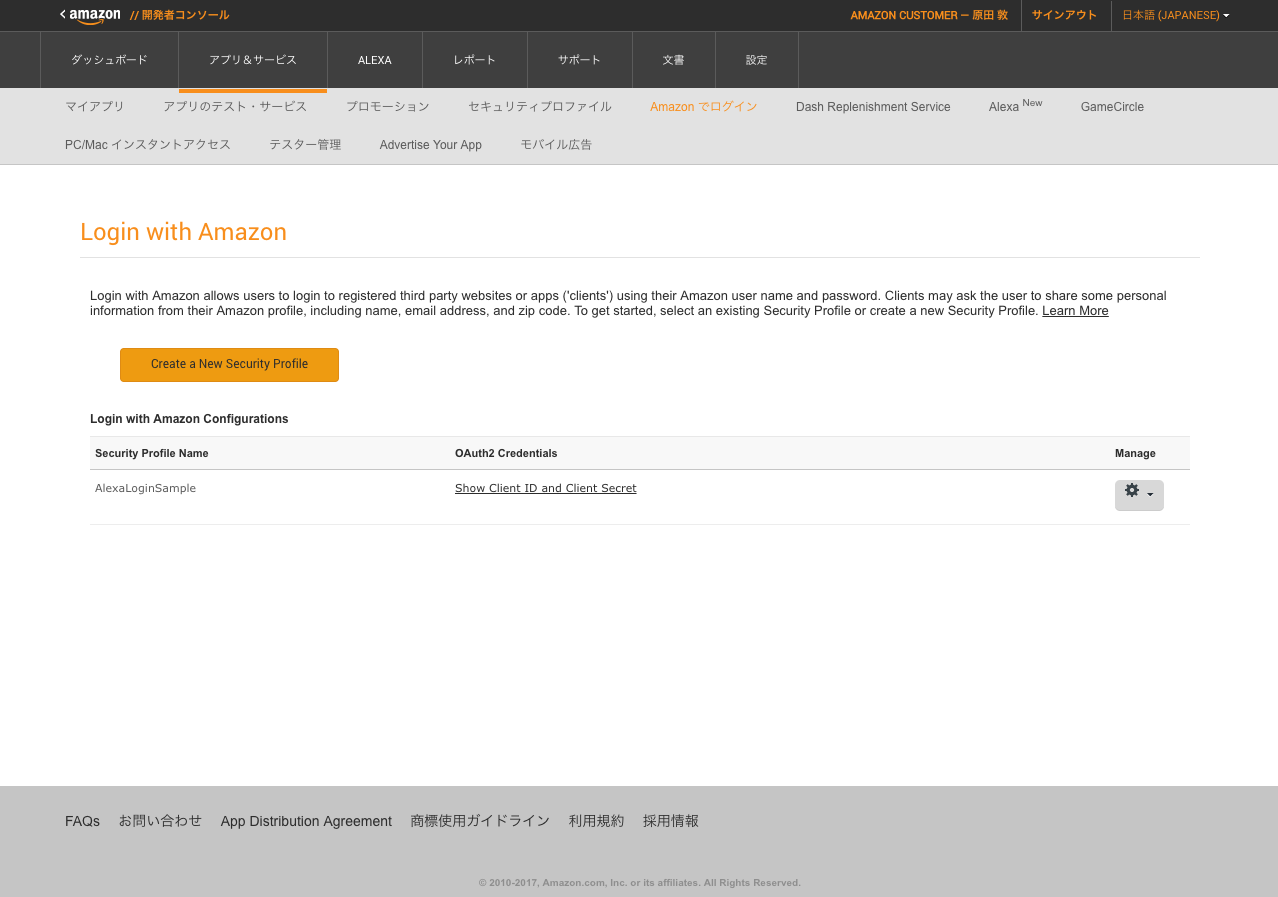 amazon // 開発者コンソール AMAZON CUSTOMER – 原田 敦 サインアウト 日本語 (JAPANESE)
ダッシュボード アプリ＆サービス ALEXA レポート サポート 文書 設定
マイアプリ アプリのテスト・サービス プロモーション セキュリティプロファイル Amazon でログイン Dash Replenishment Service Alexa New GameCircle
PC/Mac インスタントアクセス テスター管理 Advertise Your App モバイル広告
Login with Amazon
Login with Amazon allows users to login to registered third party websites or apps ('clients') using their Amazon user name and password. Clients may ask the user to share some personal
information from their Amazon profile, including name, email address, and zip code. To get started, select an existing Security Profile or create a new Security Profile. Learn More
Create a New Security Profile
Login with Amazon Configurations
Security Profile Name OAuth2 Credentials Manage
AlexaLoginSample Show Client ID and Client Secret
FAQs お問い合わせ App Distribution Agreement 商標使用ガイドライン 利用規約 採用情報
© 2010-2017, Amazon.com, Inc. or its affiliates. All Rights Reserved.